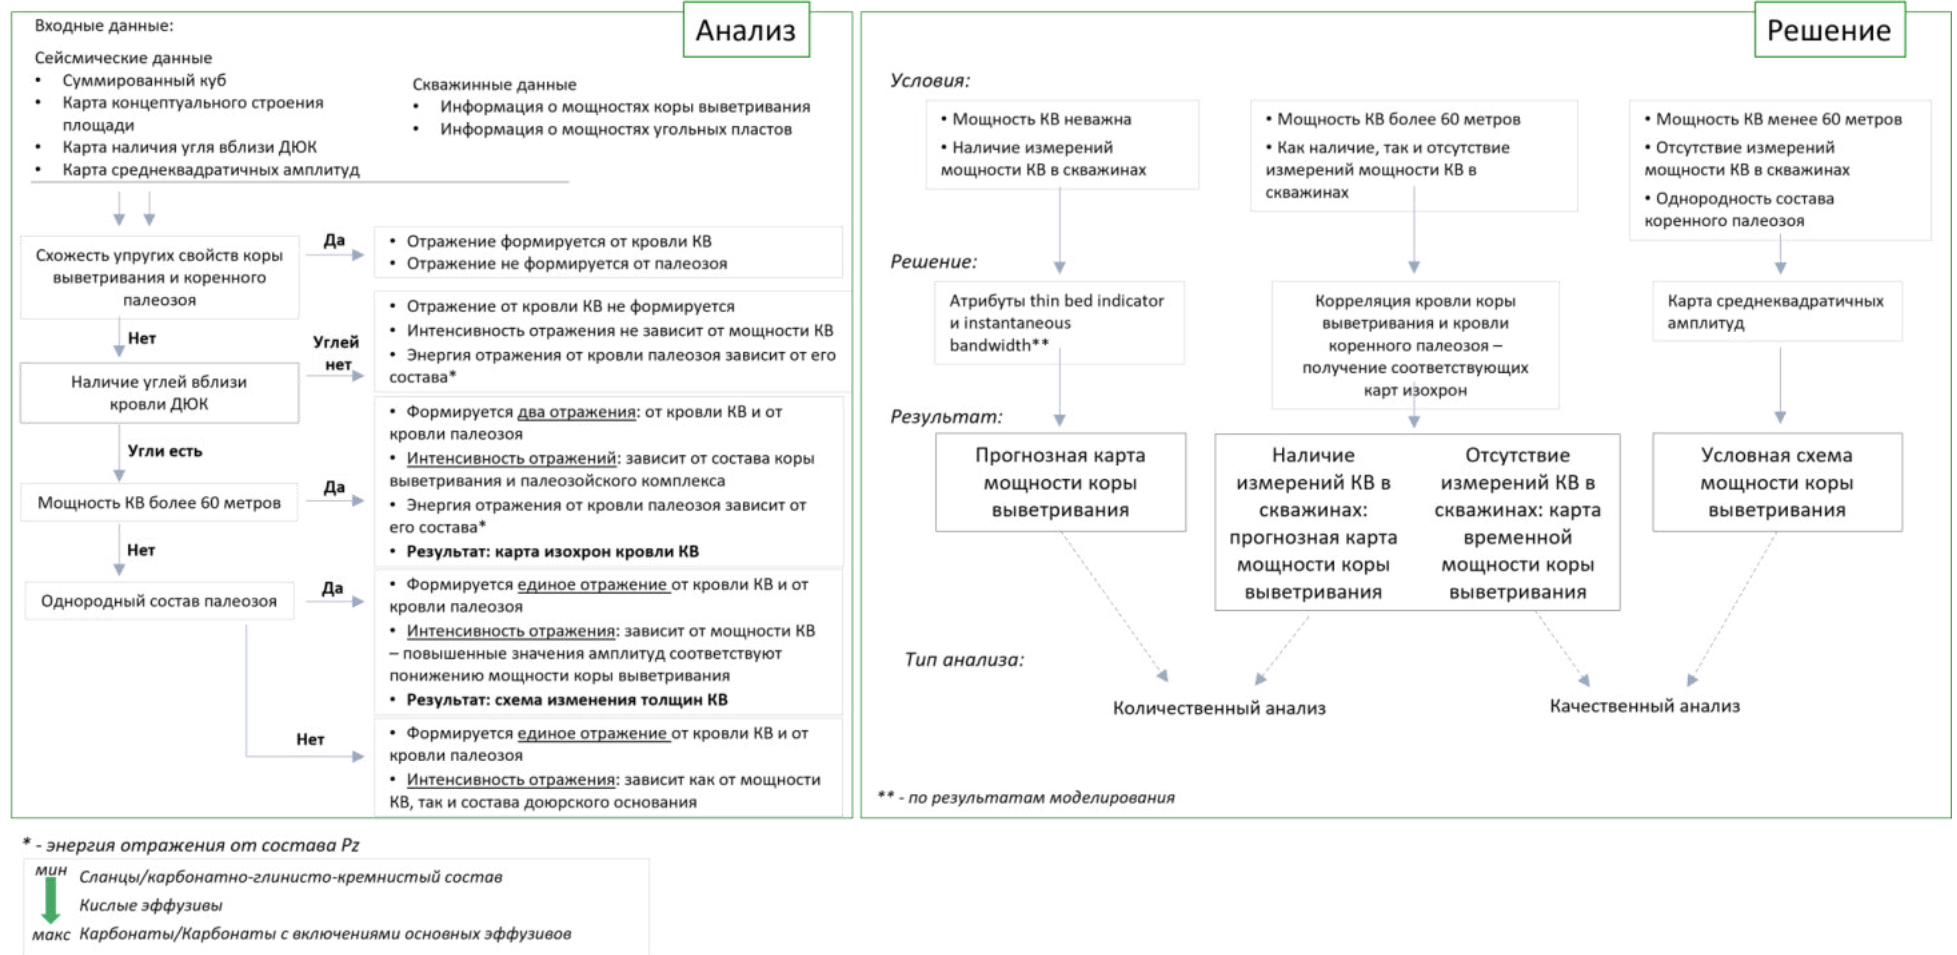 Анализ
Входные данные:
Сейсмические данные
• Суммированный куб
• Карта концептуального строения
площади
• Карта наличия угля вблизи ДЮК
• Карта среднеквадратичных амплитуд
Скважинные данные
• Информация о мощностях коры выветривания
• Информация о мощностях угольных пластов
Схожесть упругих свойств коры
выветривания и коренного
палеозоя
Да
• Отражение формируется от кровли КВ
• Отражение не формируется от палеозоя
Нет
Наличие углей вблизи
кровли ДЮК
Углей
нет
• Отражение от кровли КВ не формируется
• Интенсивность отражения не зависит от мощности КВ
• Энергия отражения от кровли палеозоя зависит от его
состава*
Угли есть
Мощность КВ более 60 метров
Да
• Формируется два отражения: от кровли КВ и от
кровли палеозоя
• Интенсивность отражений: зависит от состава коры
выветривания и палеозойского комплекса
• Энергия отражения от кровли палеозоя зависит от
его состава*
• Результат: карта изохрон кровли КВ
Нет
Однородный состав палеозоя
Да
• Формируется единое отражение от кровли КВ и от
кровли палеозоя
• Интенсивность отражения: зависит от мощности КВ
– повышенные значения амплитуд соответствуют
понижению мощности коры выветривания
• Результат: схема изменения толщин КВ
Нет
• Формируется единое отражение от кровли КВ и от
кровли палеозоя
• Интенсивность отражения: зависит как от мощности
КВ, так и состава доюрского основания
* - энергия отражения от состава Pz
мин
Сланцы/карбонатно-глинисто-кремнистый состав
Кислые эффузивы
макс Карбонаты/Карбонаты с включениями основных эффузивов
Решение
Условия:
• Мощность КВ неважна
• Наличие измерений
мощности КВ в скважинах
• Мощность КВ более 60 метров
• Как наличие, так и отсутствие
измерений мощности КВ в
скважинах
• Мощность КВ менее 60 метров
• Отсутствие измерений
мощности КВ в скважинах
• Однородность состава
коренного палеозоя
Решение:
Атрибуты thin bed indicator
и instantaneous
bandwidth**
Корреляция кровли коры
выветривания и кровли
коренного палеозоя –
получение соответствующих
карт изохрон
Карта среднеквадратичных
амплитуд
Результат:
Прогнозная карта
мощности коры
выветривания
Наличие
измерений КВ в
скважинах:
прогнозная карта
мощности коры
выветривания
Отсутствие
измерений КВ в
скважинах: карта
временной
мощности коры
выветривания
Условная схема
мощности коры
выветривания
Тип анализа:
Количественный анализ
Качественный анализ
** - по результатам моделирования